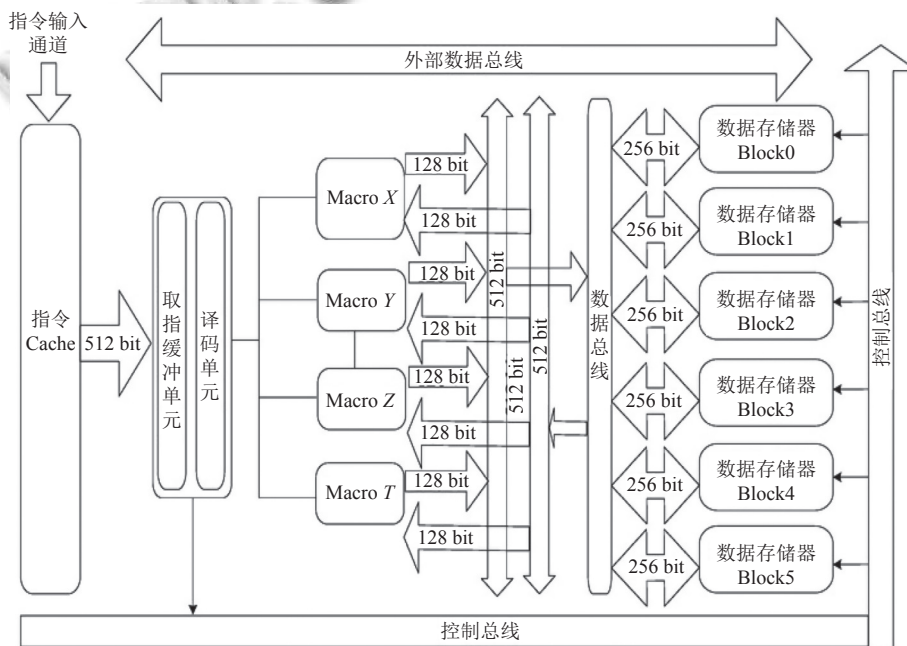 指令输入
通道
外部数据总线
指令
Cache
512 bit
取指缓冲单元
译码单元
Macro X
Macro Y
Macro Z
Macro T
128 bit
128 bit
128 bit
128 bit
128 bit
128 bit
128 bit
128 bit
512 bit
512 bit
512 bit
数据总线
256 bit
数据存储器
Block0
256 bit
数据存储器
Block1
256 bit
数据存储器
Block2
256 bit
数据存储器
Block3
256 bit
数据存储器
Block4
256 bit
数据存储器
Block5
控制总线
控制总线